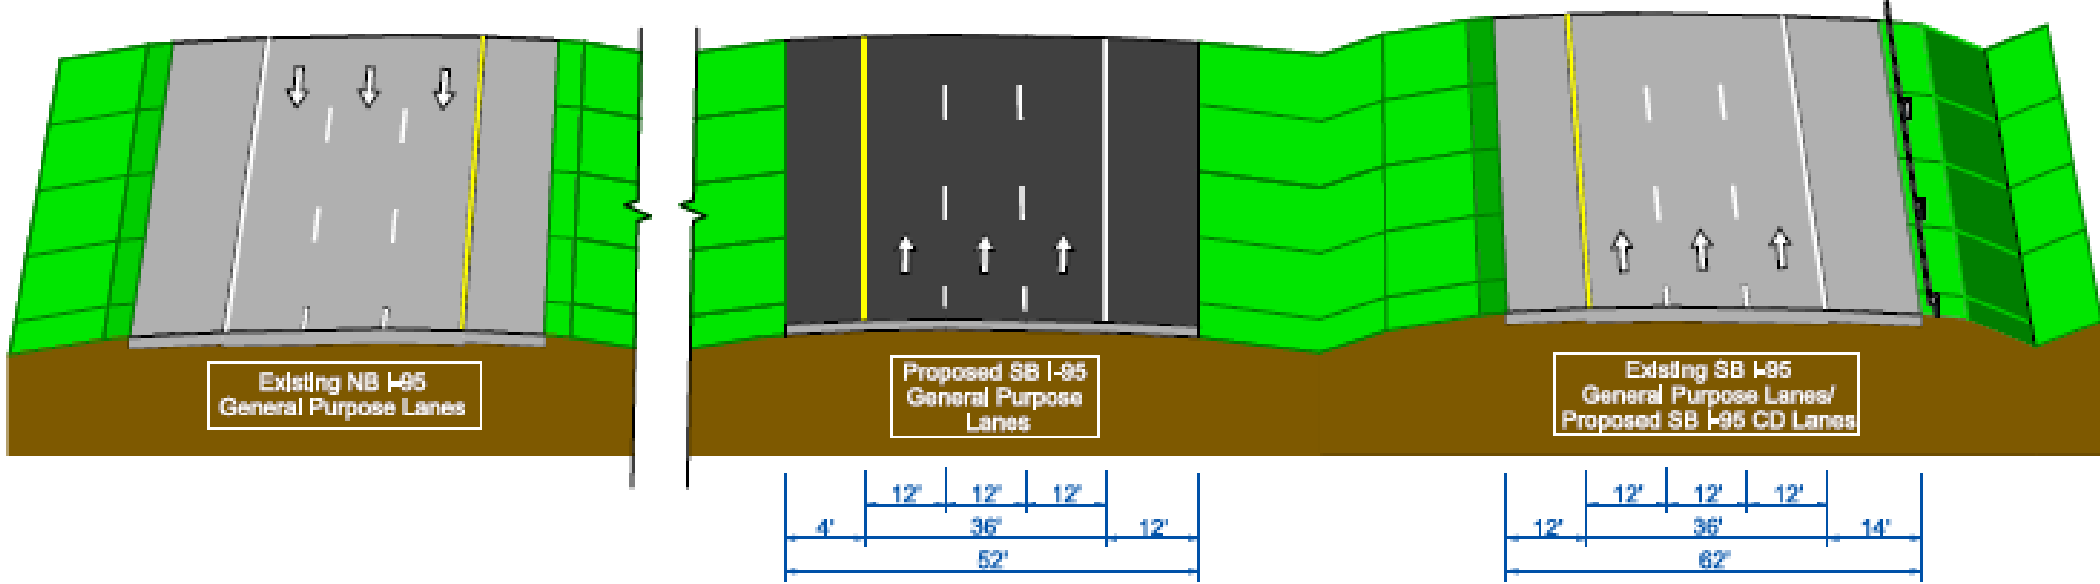 Existing NB I-95
General Purpose Lanes
Proposed SB I-95
General Purpose
Lanes
Existing SB I-95
General Purpose Lanes/
Proposed SB I-95 CD Lanes
12' 12' 12'
4' 36' 12'
52'
12' 12' 12'
12' 36' 14'
62'